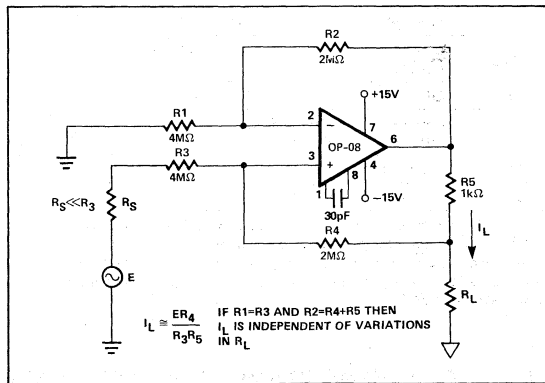 R2
2MΩ
+15V
R1
4MΩ
2
−
7
6
OP-08
R3
4MΩ
3
+
4
1
8
30pF
−15V
R5
1kΩ
RS≪R3
RS
R4
2MΩ
IL
E
RL
IL ≅ ER4 / R3R5
IF R1=R3 AND R2=R4+R5 THEN
IL IS INDEPENDENT OF VARIATIONS
IN RL